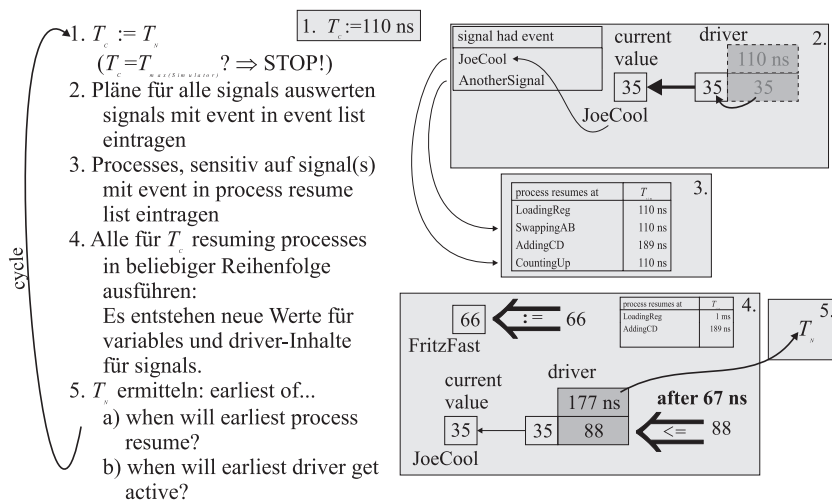 1. T_c := T_N
(T_c = T_max(Simulator)? ⇒ STOP!)
2. Pläne für alle signals auswerten
signals mit event in event list
eintragen
3. Processes, sensitiv auf signal(s)
mit event in process resume
list eintragen
4. Alle für T_c resuming processes
in beliebiger Reihenfolge
ausführen:
Es entstehen neue Werte für
variables und driver-Inhalte
für signals.
5. T_N ermitteln: earliest of...
a) when will earliest process
resume?
b) when will earliest driver get
active?
cycle
1. T_c:=110 ns
2.
signal had event
JoeCool
AnotherSignal
current
value
driver
110 ns
35
35
35
JoeCool
3.
process resumes at T
LoadingReg 110 ns
SwappingAB 110 ns
AddingCD 189 ns
CountingUp 110 ns
4.
66
:=
66
FritzFast
process resumes at T
LoadingReg 1 ms
AddingCD 189 ns
current
value
driver
177 ns
35
35
88
after 67 ns
<=
88
JoeCool
5.
T_N